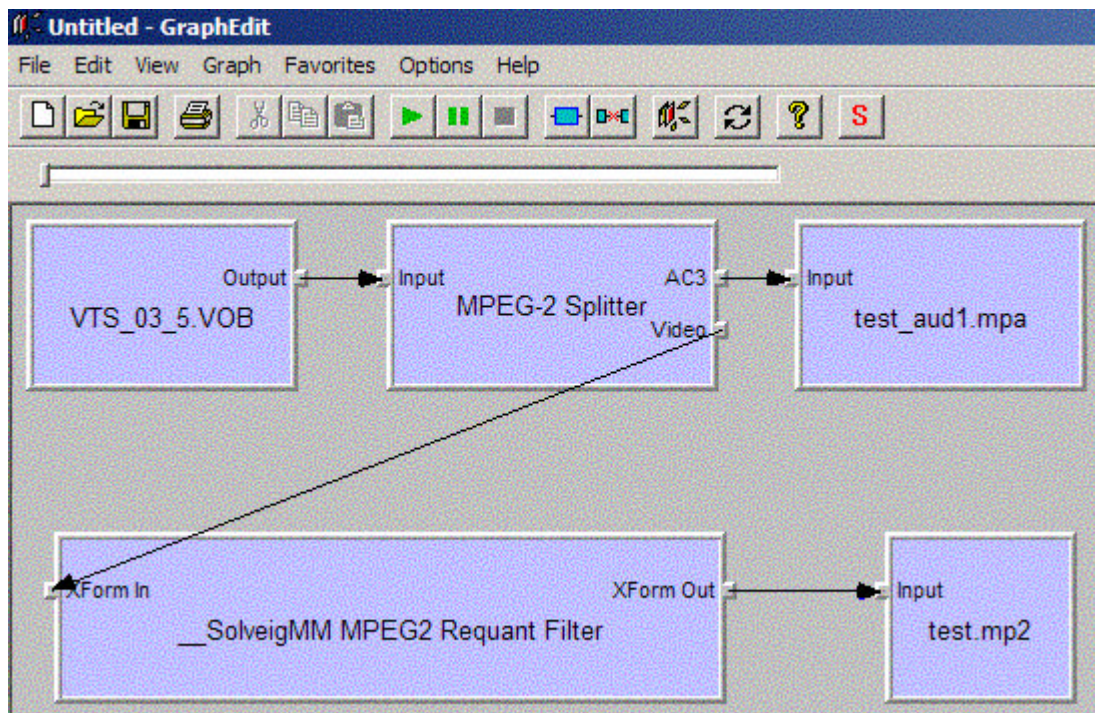 Untitled - GraphEdit
File Edit View Graph Favorites Options Help
S
Output
VTS_03_5.VOB
Input
AC3
MPEG-2 Splitter
Video
Input
test_aud1.mpa
XForm In
XForm Out
__SolveigMM MPEG2 Requant Filter
Input
test.mp2